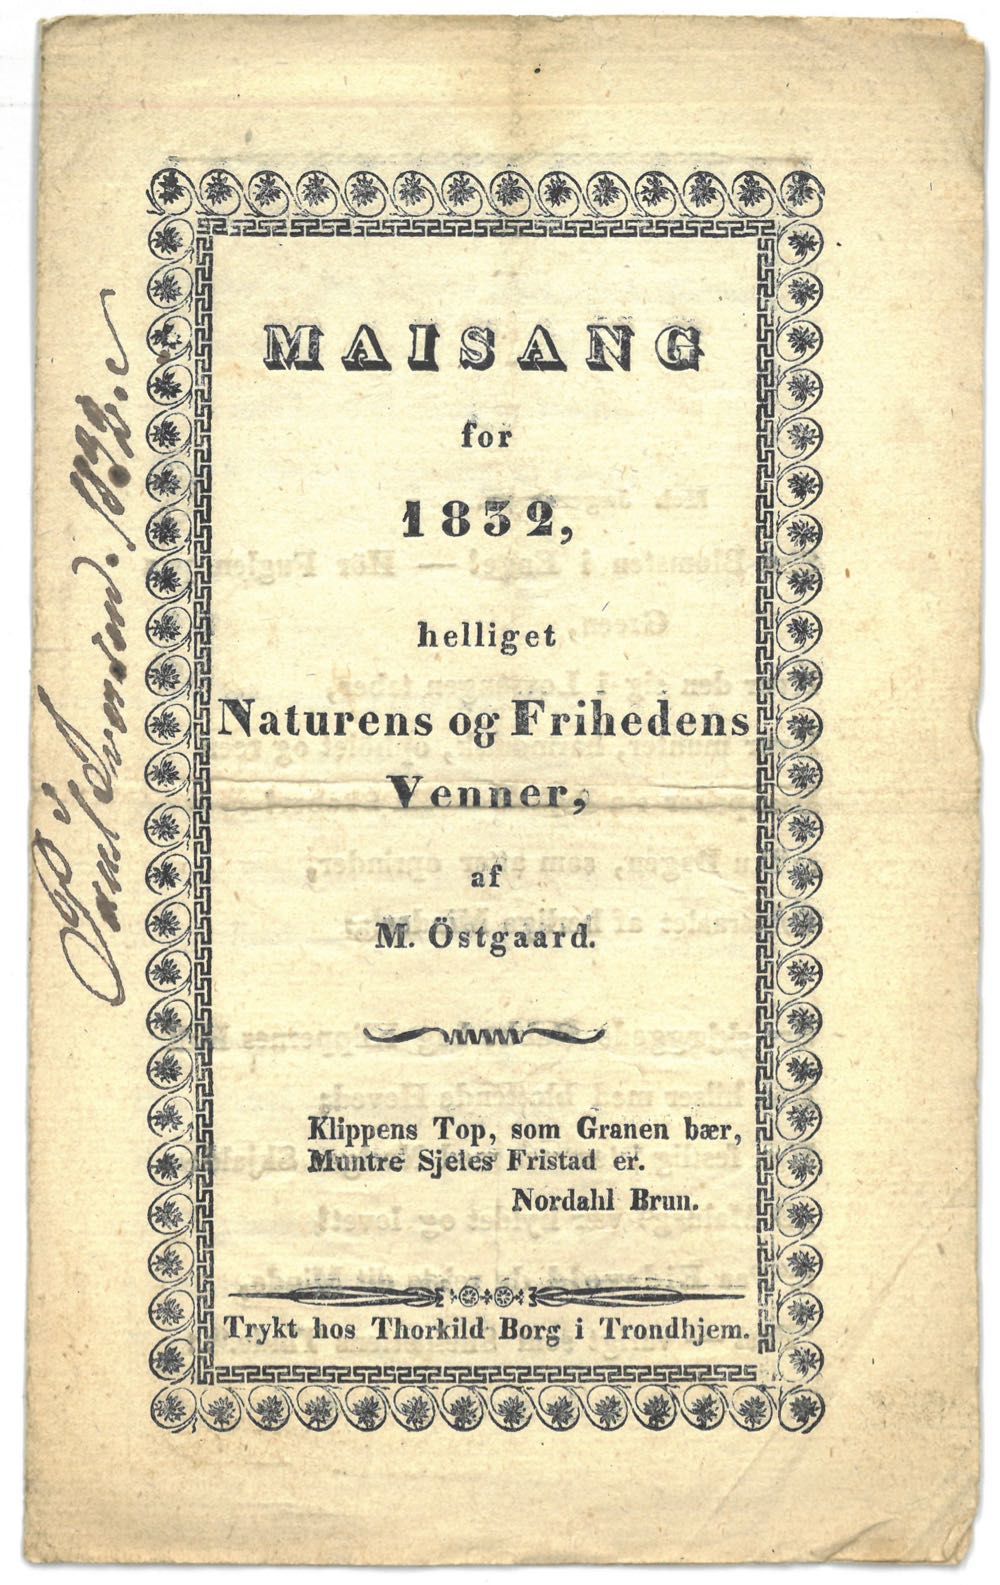 MAISANG
for
1832,
helliget
Naturens og Frihedens
Venner,
af
M. Östgaard.
Klippens Top, som Granen bær,
Muntre Sjeles Fristad er.
Nordahl Brun.
Trykt hos Thorkild Borg i Trondhjem.
1832.